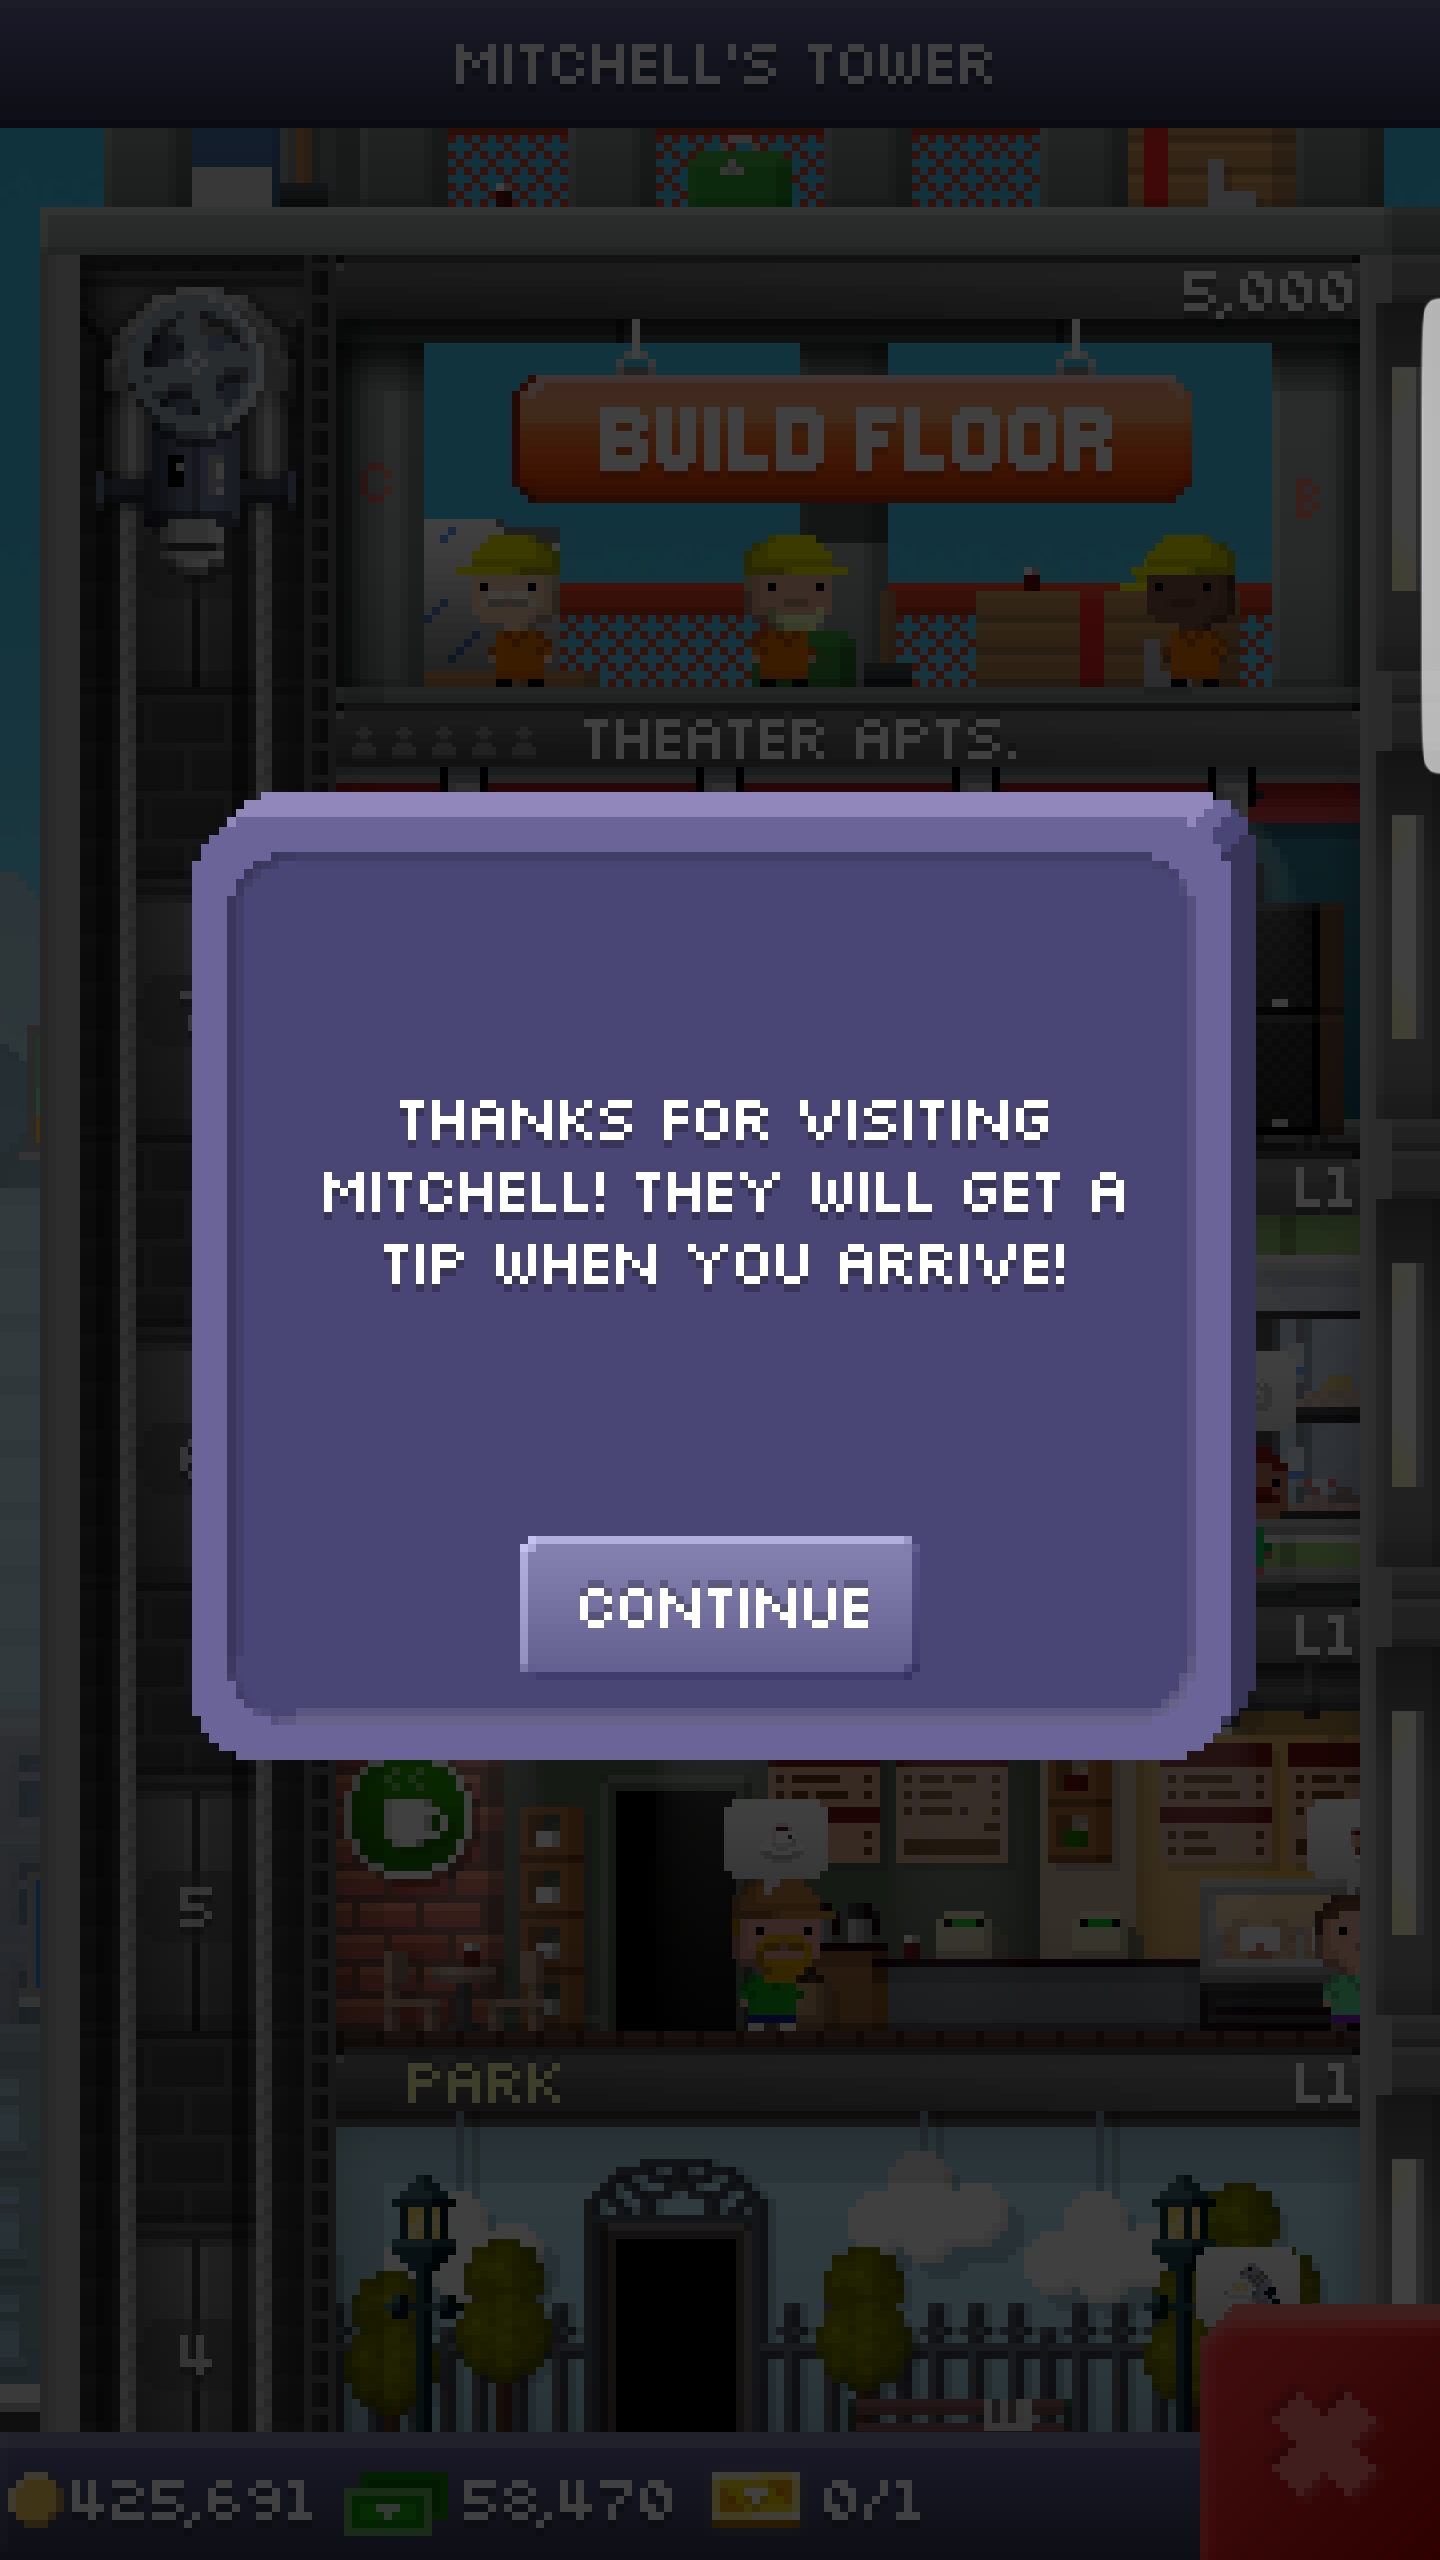 MITCHELL'S TOWER
5,000
BUILD FLOOR
C
B
THEATER APTS.
THANKS FOR VISITING
MITCHELL! THEY WILL GET A
TIP WHEN YOU ARRIVE!
L1
CONTINUE
L1
5
PARK
L1
4
425,691
58,470
0/1